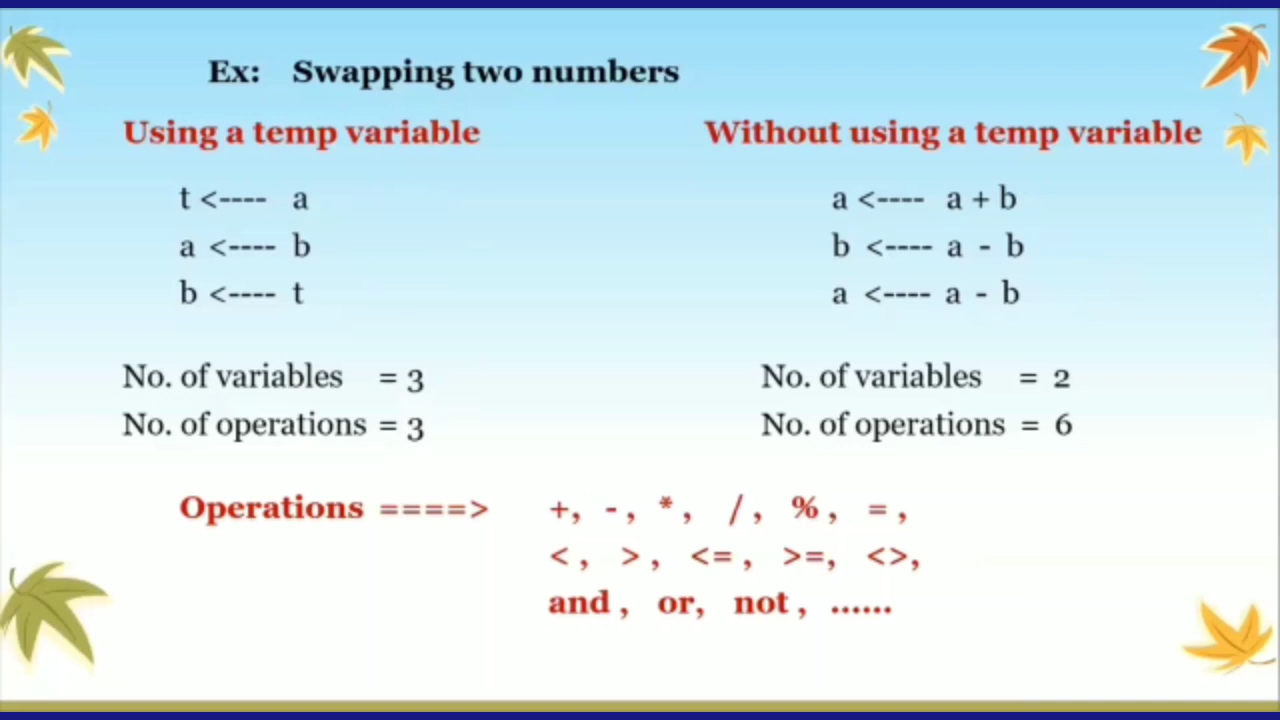 Ex: Swapping two numbers
Using a temp variable
t <---- a
a <---- b
b <---- t
No. of variables = 3
No. of operations = 3
Without using a temp variable
a <---- a + b
b <---- a - b
a <---- a - b
No. of variables = 2
No. of operations = 6
Operations ====> +, - , * , / , % , = ,
< , > , <= , >=, <>,
and , or, not , ......